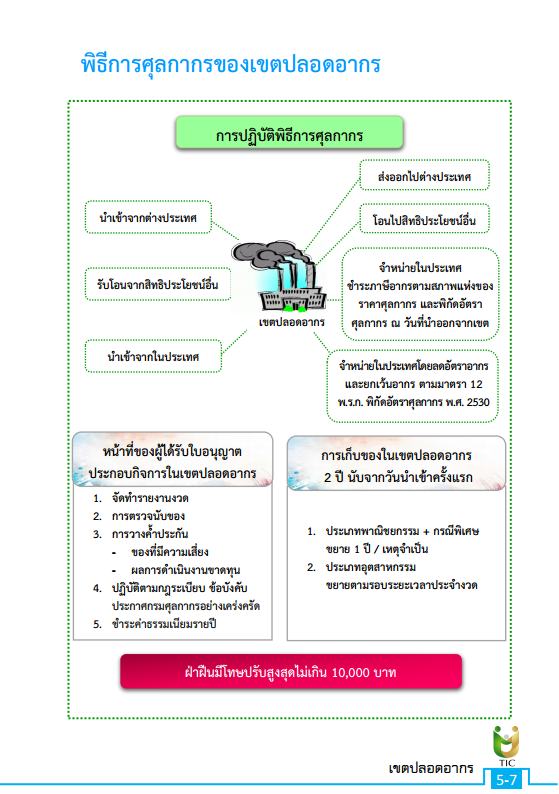 พิธีการศุลกากรของเขตปลอดอากร
การปฏิบัติพิธีการศุลกากร
ส่งออกไปต่างประเทศ
นำเข้าจากต่างประเทศ
โอนไปสิทธิประโยชน์อื่น
รับโอนจากสิทธิประโยชน์อื่น
จำหน่ายในประเทศ
ชำระภาษีอากรตามสภาพแห่งของ
ราคาศุลกากร และพิกัดอัตรา
ศุลกากร ณ วันที่นำออกจากเขต
เขตปลอดอากร
นำเข้าจากในประเทศ
จำหน่ายในประเทศโดยลดอัตราอากร
และยกเว้นอากร ตามมาตรา 12
พ.ร.ก. พิกัดอัตราศุลกากร พ.ศ. 2530
หน้าที่ของผู้ได้รับใบอนุญาต
ประกอบกิจการในเขตปลอดอากร
1. จัดทำรายงานงวด
2. การตรวจนับของ
3. การวางค้ำประกัน
- ของที่มีความเสี่ยง
- ผลการดำเนินงานขาดทุน
4. ปฏิบัติตามกฎระเบียบ ข้อบังคับ
ประกาศกรมศุลกากรอย่างเคร่งครัด
5. ชำระค่าธรรมเนียมรายปี
การเก็บของในเขตปลอดอากร
2 ปี นับจากวันนำเข้าครั้งแรก
1. ประเภทพาณิชยกรรม + กรณีพิเศษ
ขยาย 1 ปี / เหตุจำเป็น
2. ประเภทอุตสาหกรรม
ขยายตามรอบระยะเวลาประจำงวด
ฝ่าฝืนมีโทษปรับสูงสุดไม่เกิน 10,000 บาท
TIC
เขตปลอดอากร
5-7